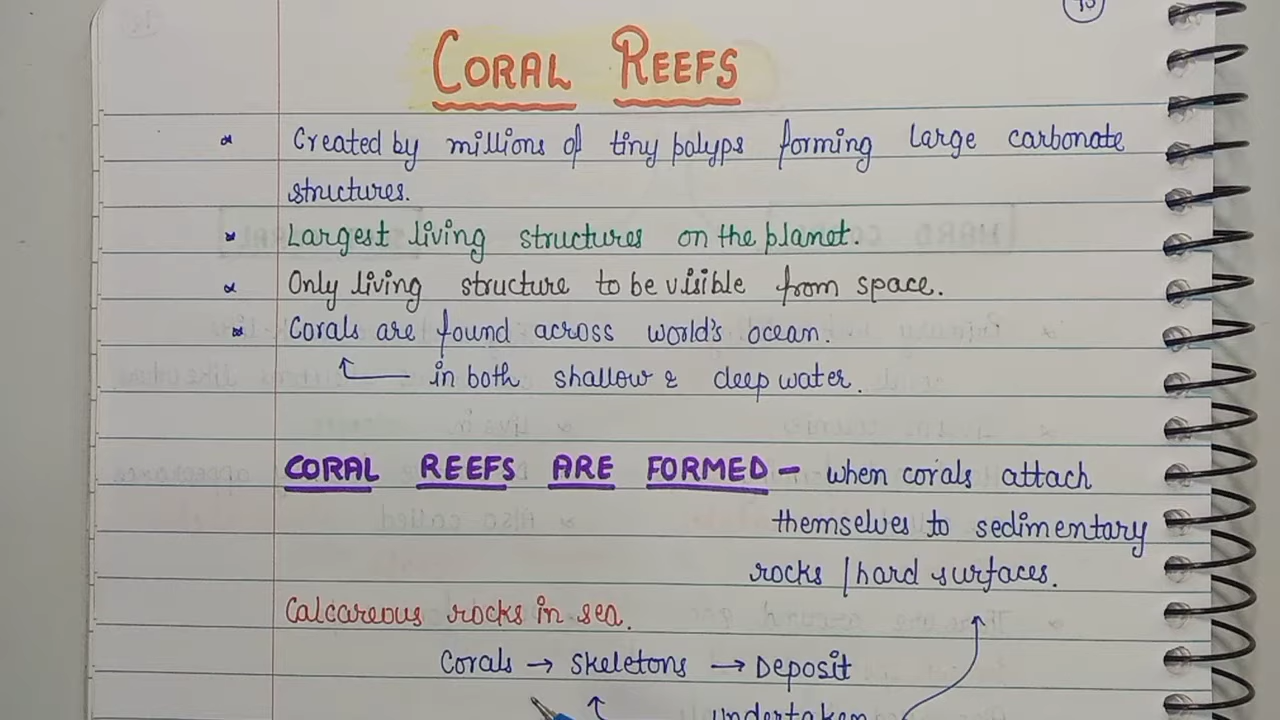 CORAL REEFS
Created by millions of tiny polyps forming large carbonate
structures.
Largest living structures on the planet.
Only living structure to be visible from space.
Corals are found across world's ocean.
in both shallow & deep water.
CORAL REEFS ARE FORMED - when corals attach
themselves to sedimentary
rocks / hard surfaces.
Calcareous rocks in sea.
Corals → Skeletons → Deposit
undertaken